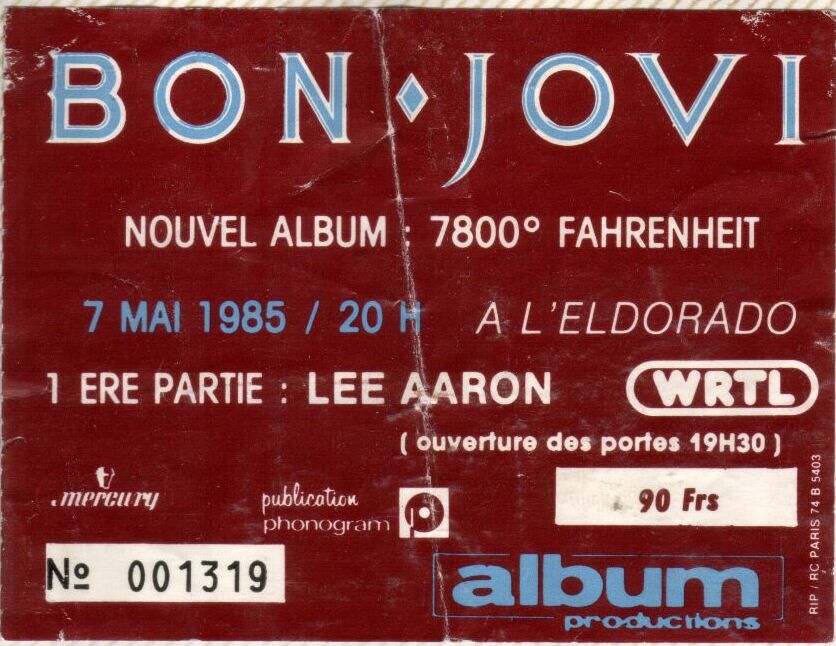 BON ♦ JOVI
NOUVEL ALBUM : 7800° FAHRENHEIT
7 MAI 1985 / 20 H A L'ELDORADO
1 ERE PARTIE : LEE AARON WRTL
( ouverture des portes 19H30 )
mercury
publication
phonogram
90 Frs
Nº 001319
album
productions
RIP / RC PARIS 74 B 5403